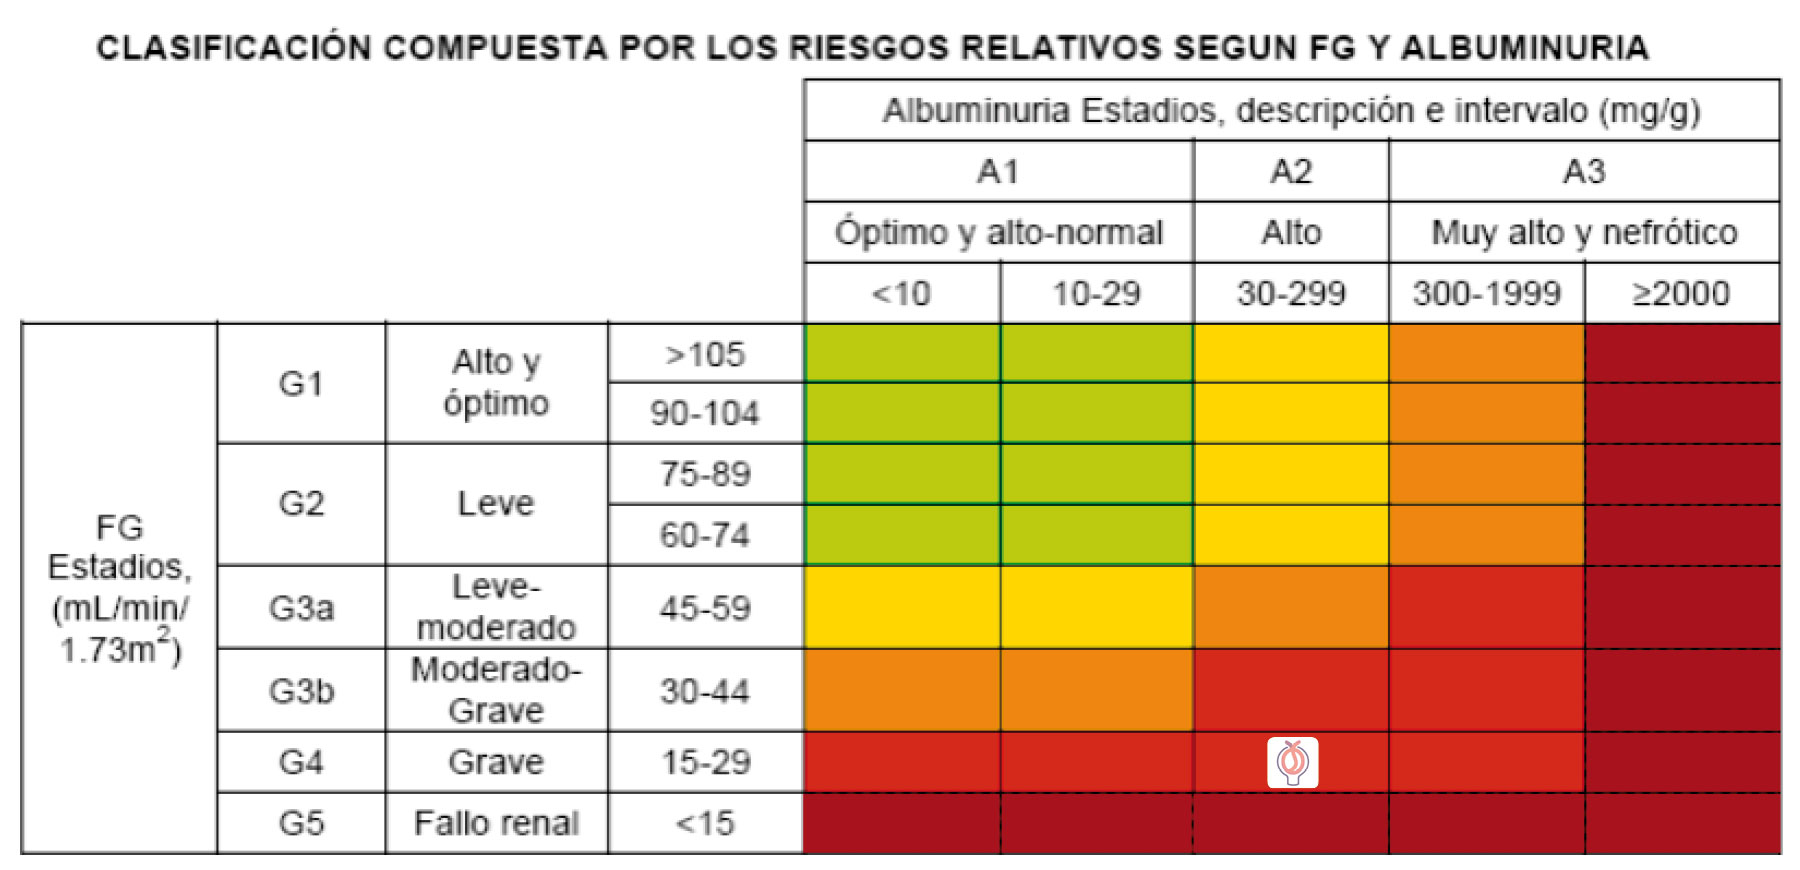 CLASIFICACIÓN COMPUESTA POR LOS RIESGOS RELATIVOS SEGUN FG Y ALBUMINURIA
Albuminuria Estadios, descripción e intervalo (mg/g)
A1 A2 A3
Óptimo y alto-normal Alto Muy alto y nefrótico
<10 10-29 30-299 300-1999 ≥2000
FG
Estadios,
(mL/min/
1.73m²)
G1
Alto y
óptimo
>105
90-104
G2
Leve
75-89
60-74
G3a
Leve-
moderado
45-59
G3b
Moderado-
Grave
30-44
G4 Grave 15-29
G5 Fallo renal <15